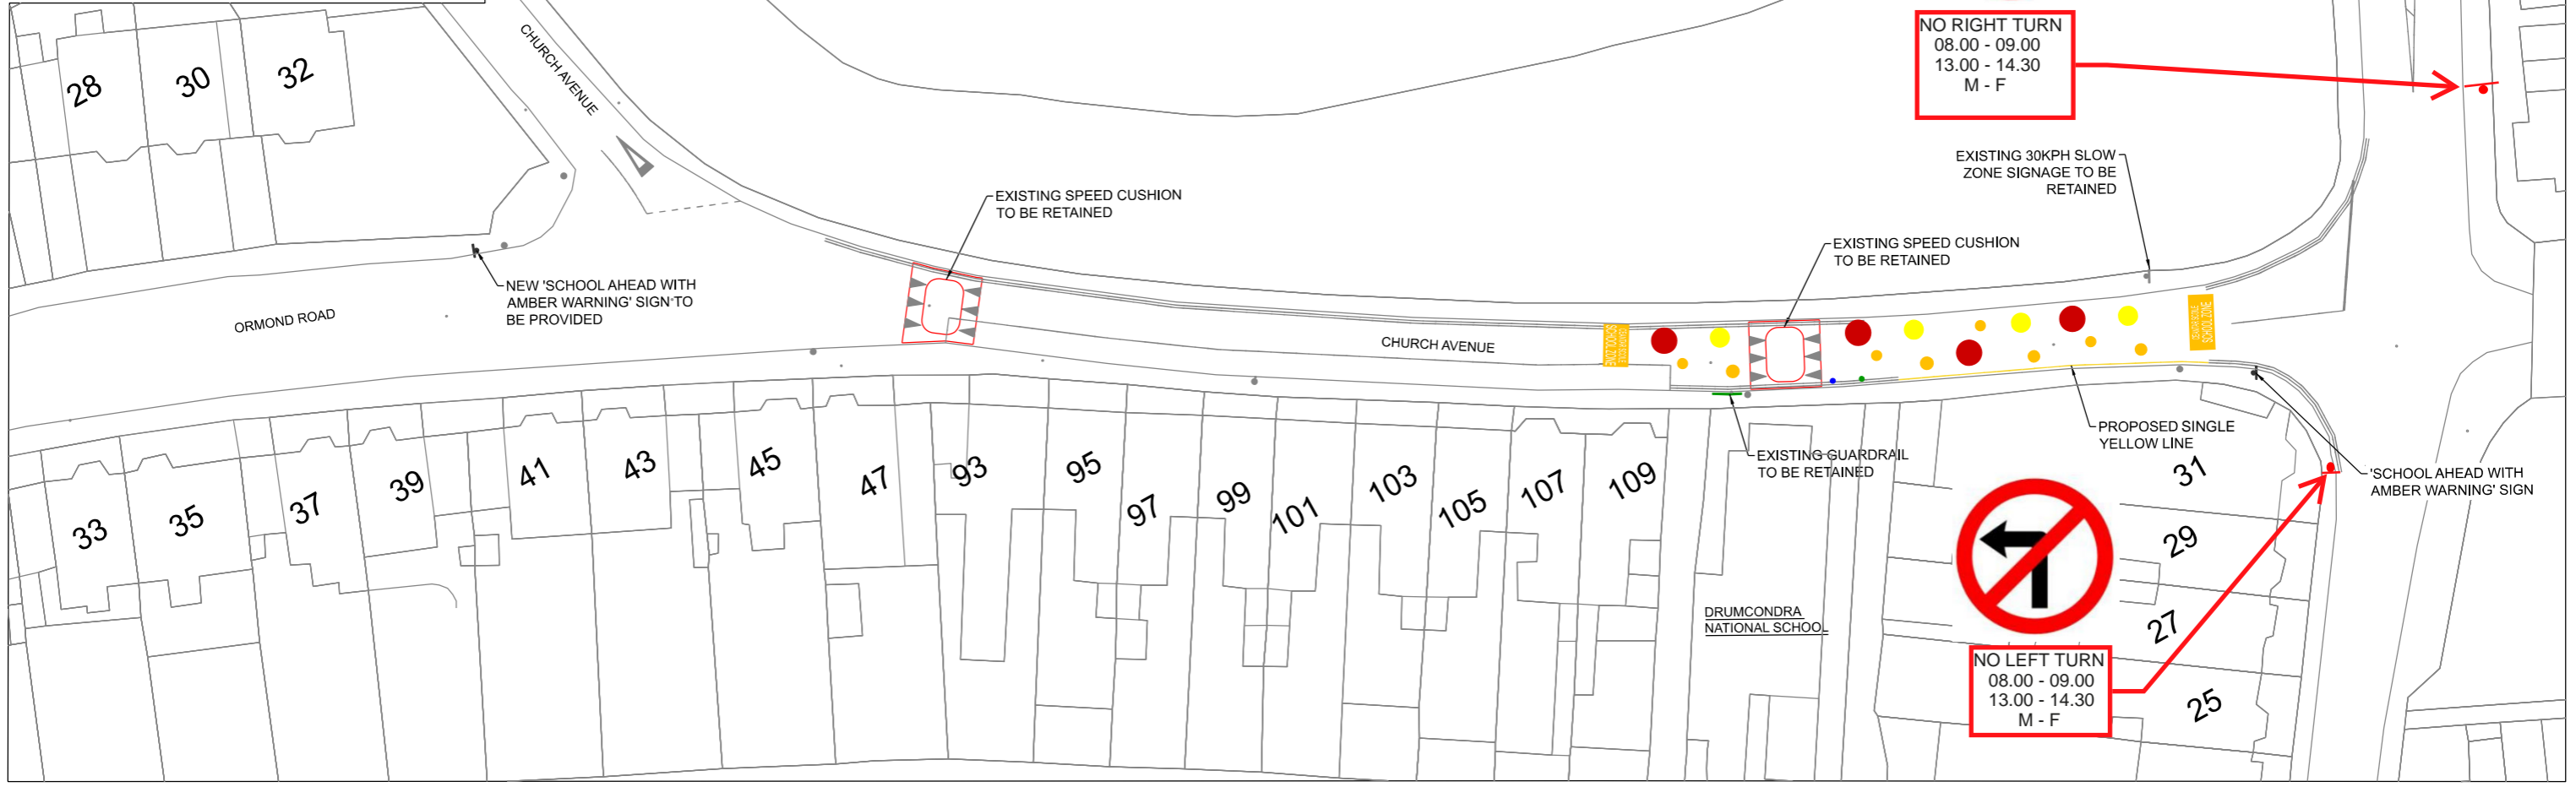 NO RIGHT TURN
08.00 - 09.00
13.00 - 14.30
M - F
28
30
32
CHURCH AVENUE
EXISTING 30KPH SLOW
ZONE SIGNAGE TO BE
RETAINED
EXISTING SPEED CUSHION
TO BE RETAINED
EXISTING SPEED CUSHION
TO BE RETAINED
NEW 'SCHOOL AHEAD WITH
AMBER WARNING' SIGN TO
BE PROVIDED
ORMOND ROAD
CHURCH AVENUE
SCHOOL ZONE
SCHOOL ZONE
PROPOSED SINGLE
YELLOW LINE
EXISTING GUARDRAIL
TO BE RETAINED
'SCHOOL AHEAD WITH
AMBER WARNING' SIGN
33
35
37
39
41
43
45
47
93
95
97
99
101
103
105
107
109
31
29
27
25
DRUMCONDRA
NATIONAL SCHOOL
NO LEFT TURN
08.00 - 09.00
13.00 - 14.30
M - F